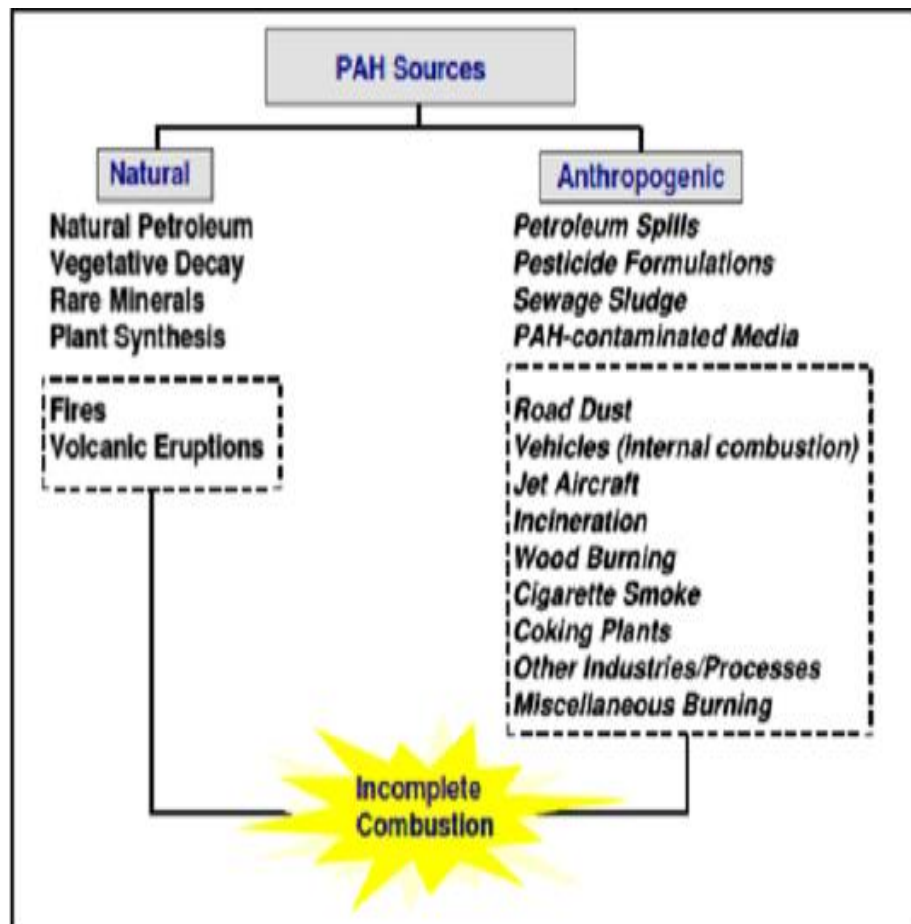 PAH Sources
Natural
Natural Petroleum
Vegetative Decay
Rare Minerals
Plant Synthesis
Fires
Volcanic Eruptions
Anthropogenic
Petroleum Spills
Pesticide Formulations
Sewage Sludge
PAH-contaminated Media
Road Dust
Vehicles (internal combustion)
Jet Aircraft
Incineration
Wood Burning
Cigarette Smoke
Coking Plants
Other Industries/Processes
Miscellaneous Burning
Incomplete
Combustion